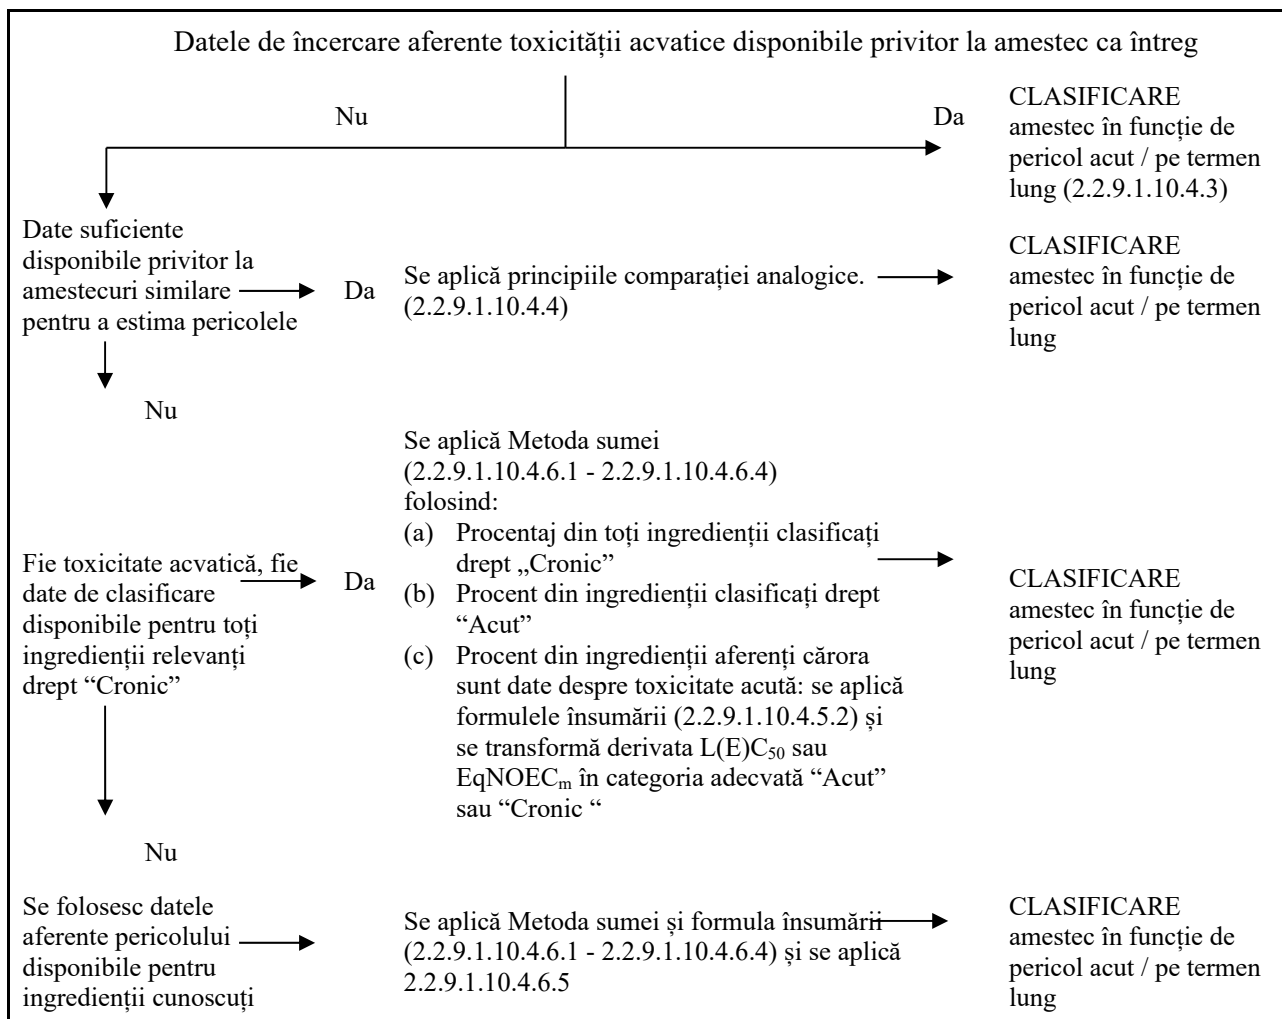 Datele de încercare aferente toxicității acvatice disponibile privitor la amestec ca întreg
Nu
Da
CLASIFICARE
amestec în funcție de
pericol acut / pe termen
lung (2.2.9.1.10.4.3)
Date suficiente
disponibile privitor la
amestecuri similare
pentru a estima pericolele
Da
Se aplică principiile comparației analogice.
(2.2.9.1.10.4.4)
CLASIFICARE
amestec în funcție de
pericol acut / pe termen
lung
Nu
Fie toxicitate acvatică, fie
date de clasificare
disponibile pentru toți
ingredienții relevanți
drept “Cronic”
Da
Se aplică Metoda sumei
(2.2.9.1.10.4.6.1 - 2.2.9.1.10.4.6.4)
folosind:
(a) Procentaj din toți ingredienții clasificați
drept „Cronic”
(b) Procent din ingredienții clasificați drept
“Acut”
(c) Procent din ingredienții aferenți cărora
sunt date despre toxicitate acută: se aplică
formulele însumării (2.2.9.1.10.4.5.2) și
se transformă derivata L(E)C₅₀ sau
EqNOECₘ în categoria adecvată “Acut”
sau “Cronic “
CLASIFICARE
amestec în funcție de
pericol acut / pe termen
lung
Nu
Se folosesc datele
aferente pericolului
disponibile pentru
ingredienții cunoscuți
Se aplică Metoda sumei și formula însumării
(2.2.9.1.10.4.6.1 - 2.2.9.1.10.4.6.4) și se aplică
2.2.9.1.10.4.6.5
CLASIFICARE
amestec în funcție de
pericol acut / pe termen
lung